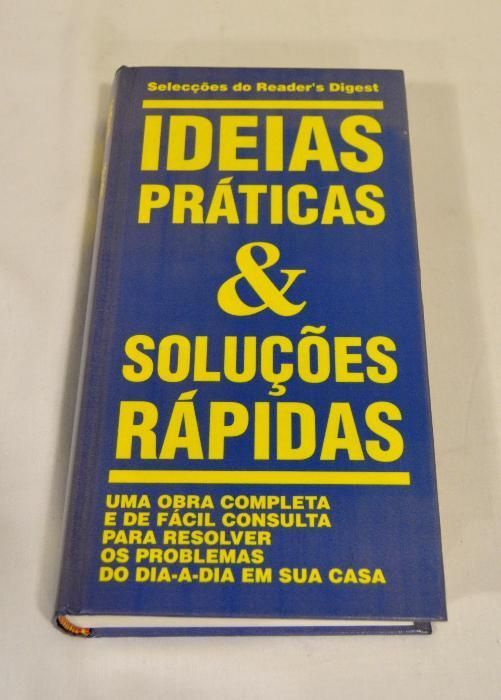 Selecções do Reader's Digest
IDEIAS
PRÁTICAS
&
SOLUÇÕES
RÁPIDAS
UMA OBRA COMPLETA
E DE FÁCIL CONSULTA
PARA RESOLVER
OS PROBLEMAS
DO DIA-A-DIA EM SUA CASA